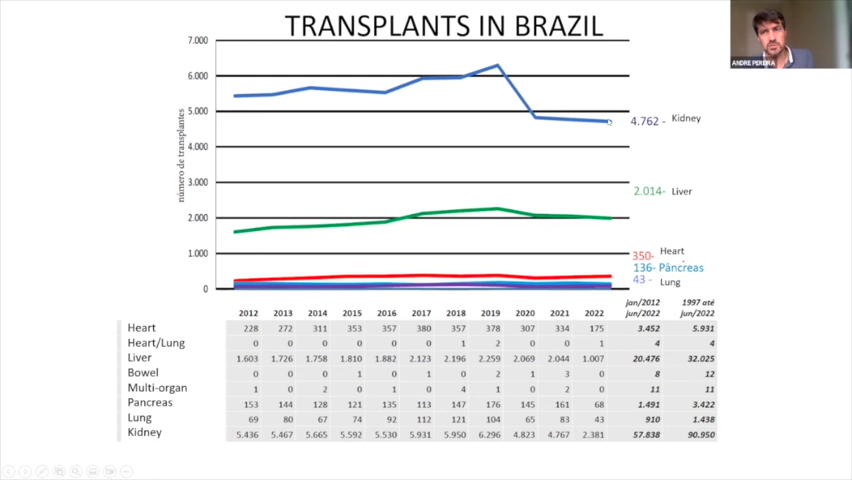 TRANSPLANTS IN BRAZIL
ANDRE PEREIRA
7.000
6.000
5.000
4.000
3.000
2.000
1.000
0
número de transplantes
4.762 - Kidney
2.014- Liver
350- Heart
136- Pâncreas
43 - Lung
2012 2013 2014 2015 2016 2017 2018 2019 2020 2021 2022 jan/2012 jun/2022 1997 até jun/2022
Heart 228 272 311 353 357 380 357 378 307 334 175 3.452 5.931
Heart/Lung 0 0 0 0 0 0 1 2 0 0 1 4 4
Liver 1.603 1.726 1.758 1.810 1.882 2.123 2.196 2.259 2.069 2.044 1.007 20.476 32.025
Bowel 0 0 0 1 0 1 0 2 1 3 0 8 12
Multi-organ 1 0 2 0 1 0 4 1 0 2 0 11 11
Pancreas 153 144 128 121 135 113 147 176 145 161 68 1.491 3.422
Lung 69 80 67 74 92 112 121 104 65 83 43 910 1.438
Kidney 5.436 5.467 5.665 5.592 5.530 5.931 5.950 6.296 4.823 4.767 2.381 57.838 90.950